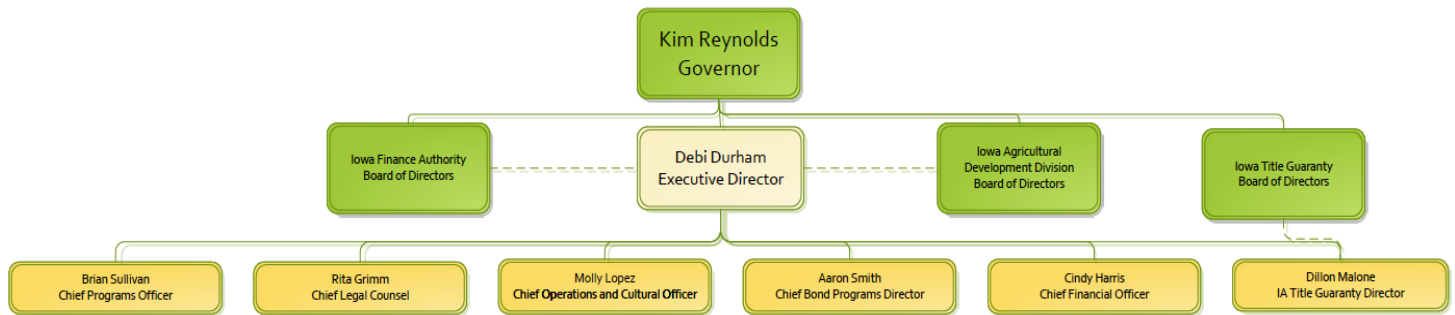 Kim Reynolds
Governor
Iowa Finance Authority
Board of Directors
Debi Durham
Executive Director
Iowa Agricultural
Development Division
Board of Directors
Iowa Title Guaranty
Board of Directors
Brian Sullivan
Chief Programs Officer
Rita Grimm
Chief Legal Counsel
Molly Lopez
Chief Operations and Cultural Officer
Aaron Smith
Chief Bond Programs Director
Cindy Harris
Chief Financial Officer
Dillon Malone
IA Title Guaranty Director